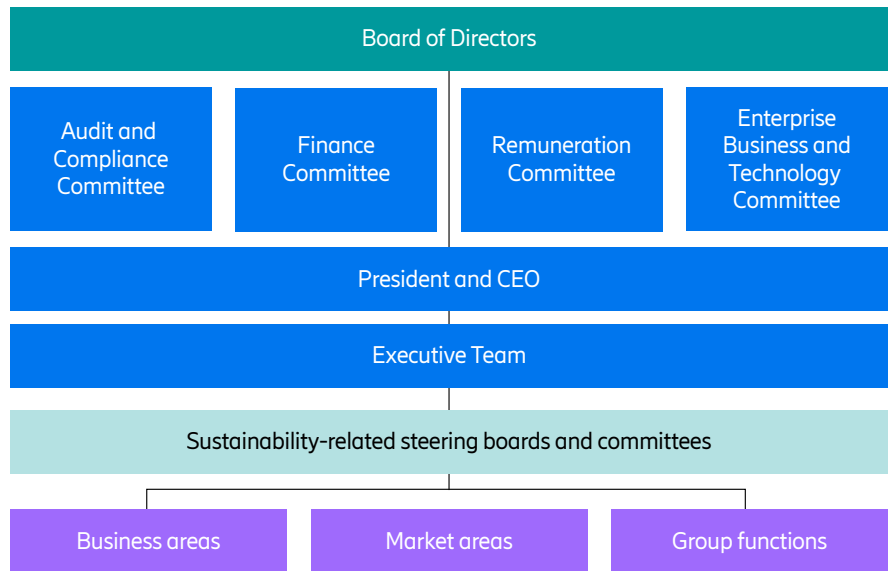 Board of Directors
Audit and
Compliance
Committee
Finance
Committee
Remuneration
Committee
Enterprise
Business and
Technology
Committee
President and CEO
Executive Team
Sustainability-related steering boards and committees
Business areas
Market areas
Group functions